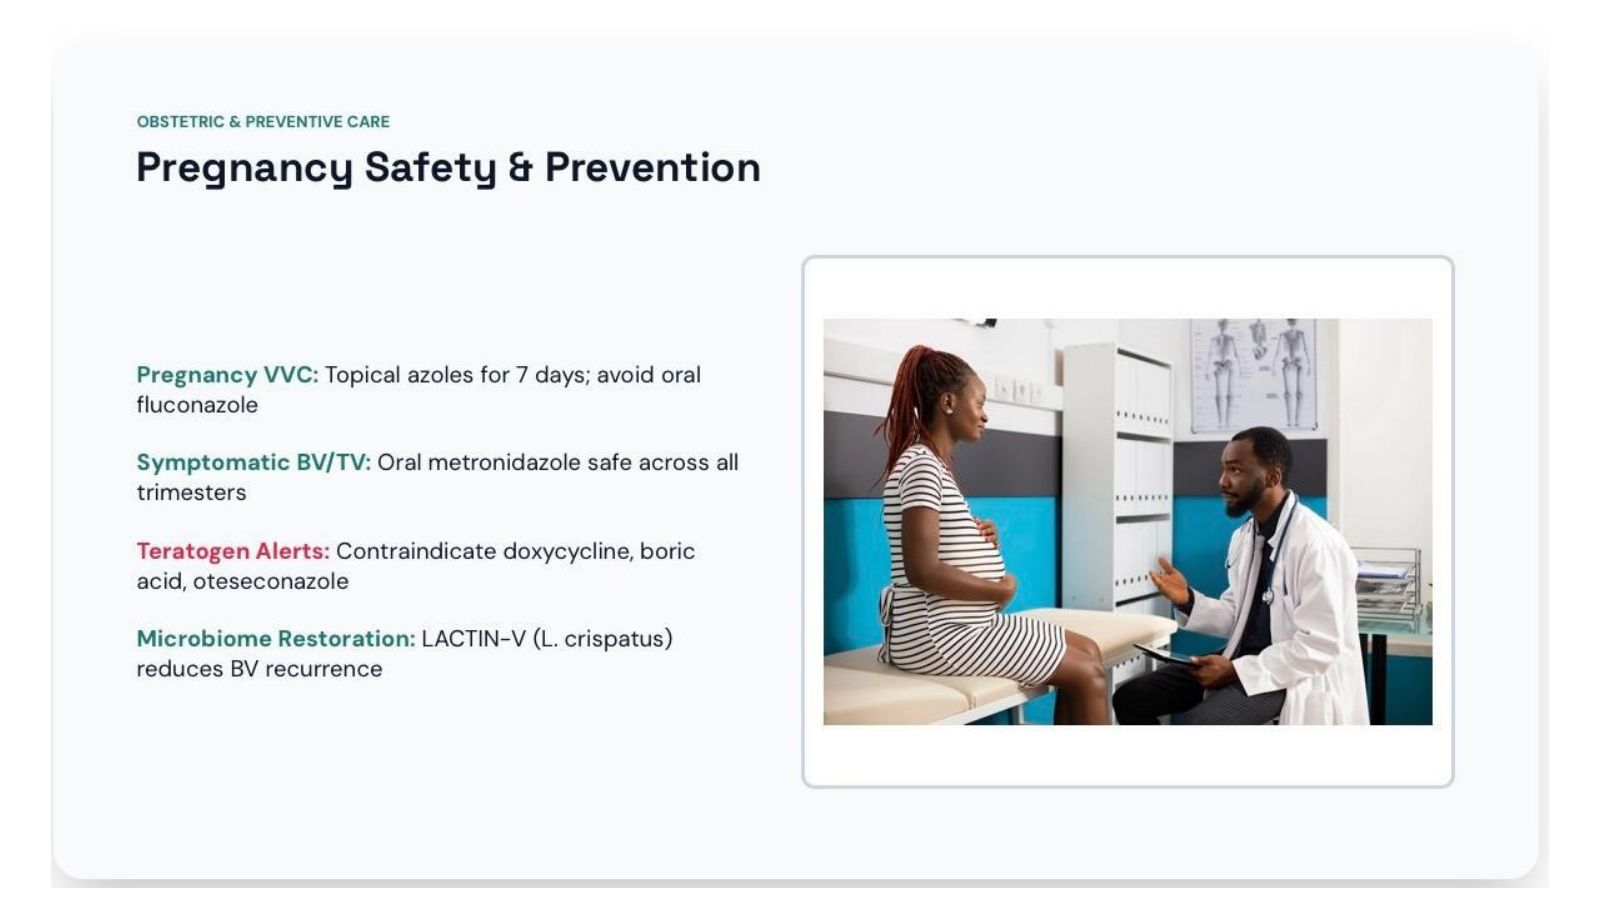 OBSTETRIC & PREVENTIVE CARE
Pregnancy Safety & Prevention
Pregnancy VVC: Topical azoles for 7 days; avoid oral
fluconazole
Symptomatic BV/TV: Oral metronidazole safe across all
trimesters
Teratogen Alerts: Contraindicate doxycycline, boric
acid, oteseconazole
Microbiome Restoration: LACTIN-V (L. crispatus)
reduces BV recurrence